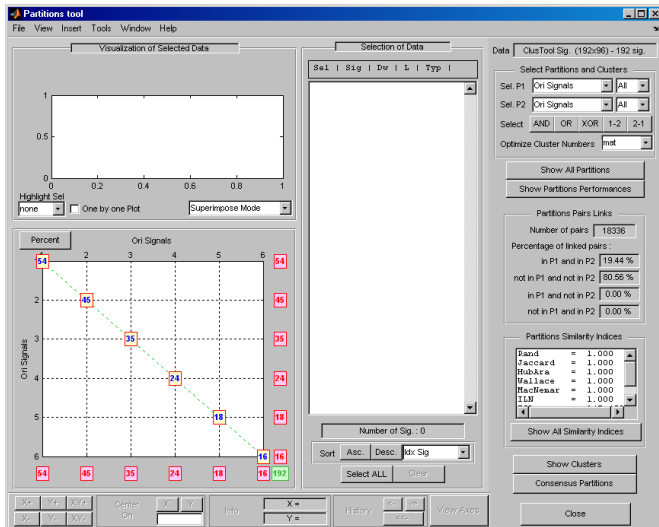 Partitions tool
File View Insert Tools Window Help
Visualization of Selected Data
1
0.5
0
0 0.2 0.4 0.6 0.8 1
Highlight Sel
none
One by one Plot
Superimpose Mode
Percent
Ori Signals
1 2 3 4 5 6
54 54
2 45 45
3 35 35
4 24 24
5 18 18
6 16 16
Ori Signals
54 45 35 24 18 16 192
Selection of Data
Sel | Sig | Dw | L | Typ |
Number of Sig. : 0
Sort Asc. Desc. Idx Sig
Select ALL Clear
Data ClusTool Sig. (192x96) - 192 sig.
Select Partitions and Clusters
Sel. P1 Ori Signals All
Sel. P2 Ori Signals All
Select AND OR XOR 1-2 2-1
Optimize Cluster Numbers mat
Show All Partitions
Show Partitions Performances
Partitions Pairs Links
Number of pairs 18336
Percentage of linked pairs :
in P1 and in P2 19.44 %
not in P1 and not in P2 80.56 %
in P1 and not in P2 0.00 %
not in P1 and in P2 0.00 %
Partitions Similarity Indices
Rand = 1.000
Jaccard = 1.000
HubAra = 1.000
Wallace = 1.000
MacNemar = 1.000
ILN = 1.000
Show All Similarity Indices
Show Clusters
Consensus Partitions
Close
X+ Y+ XY+
X- Y- XY-
Center On X Y
Info X =
Y =
History <- ->
<<-
View Axes